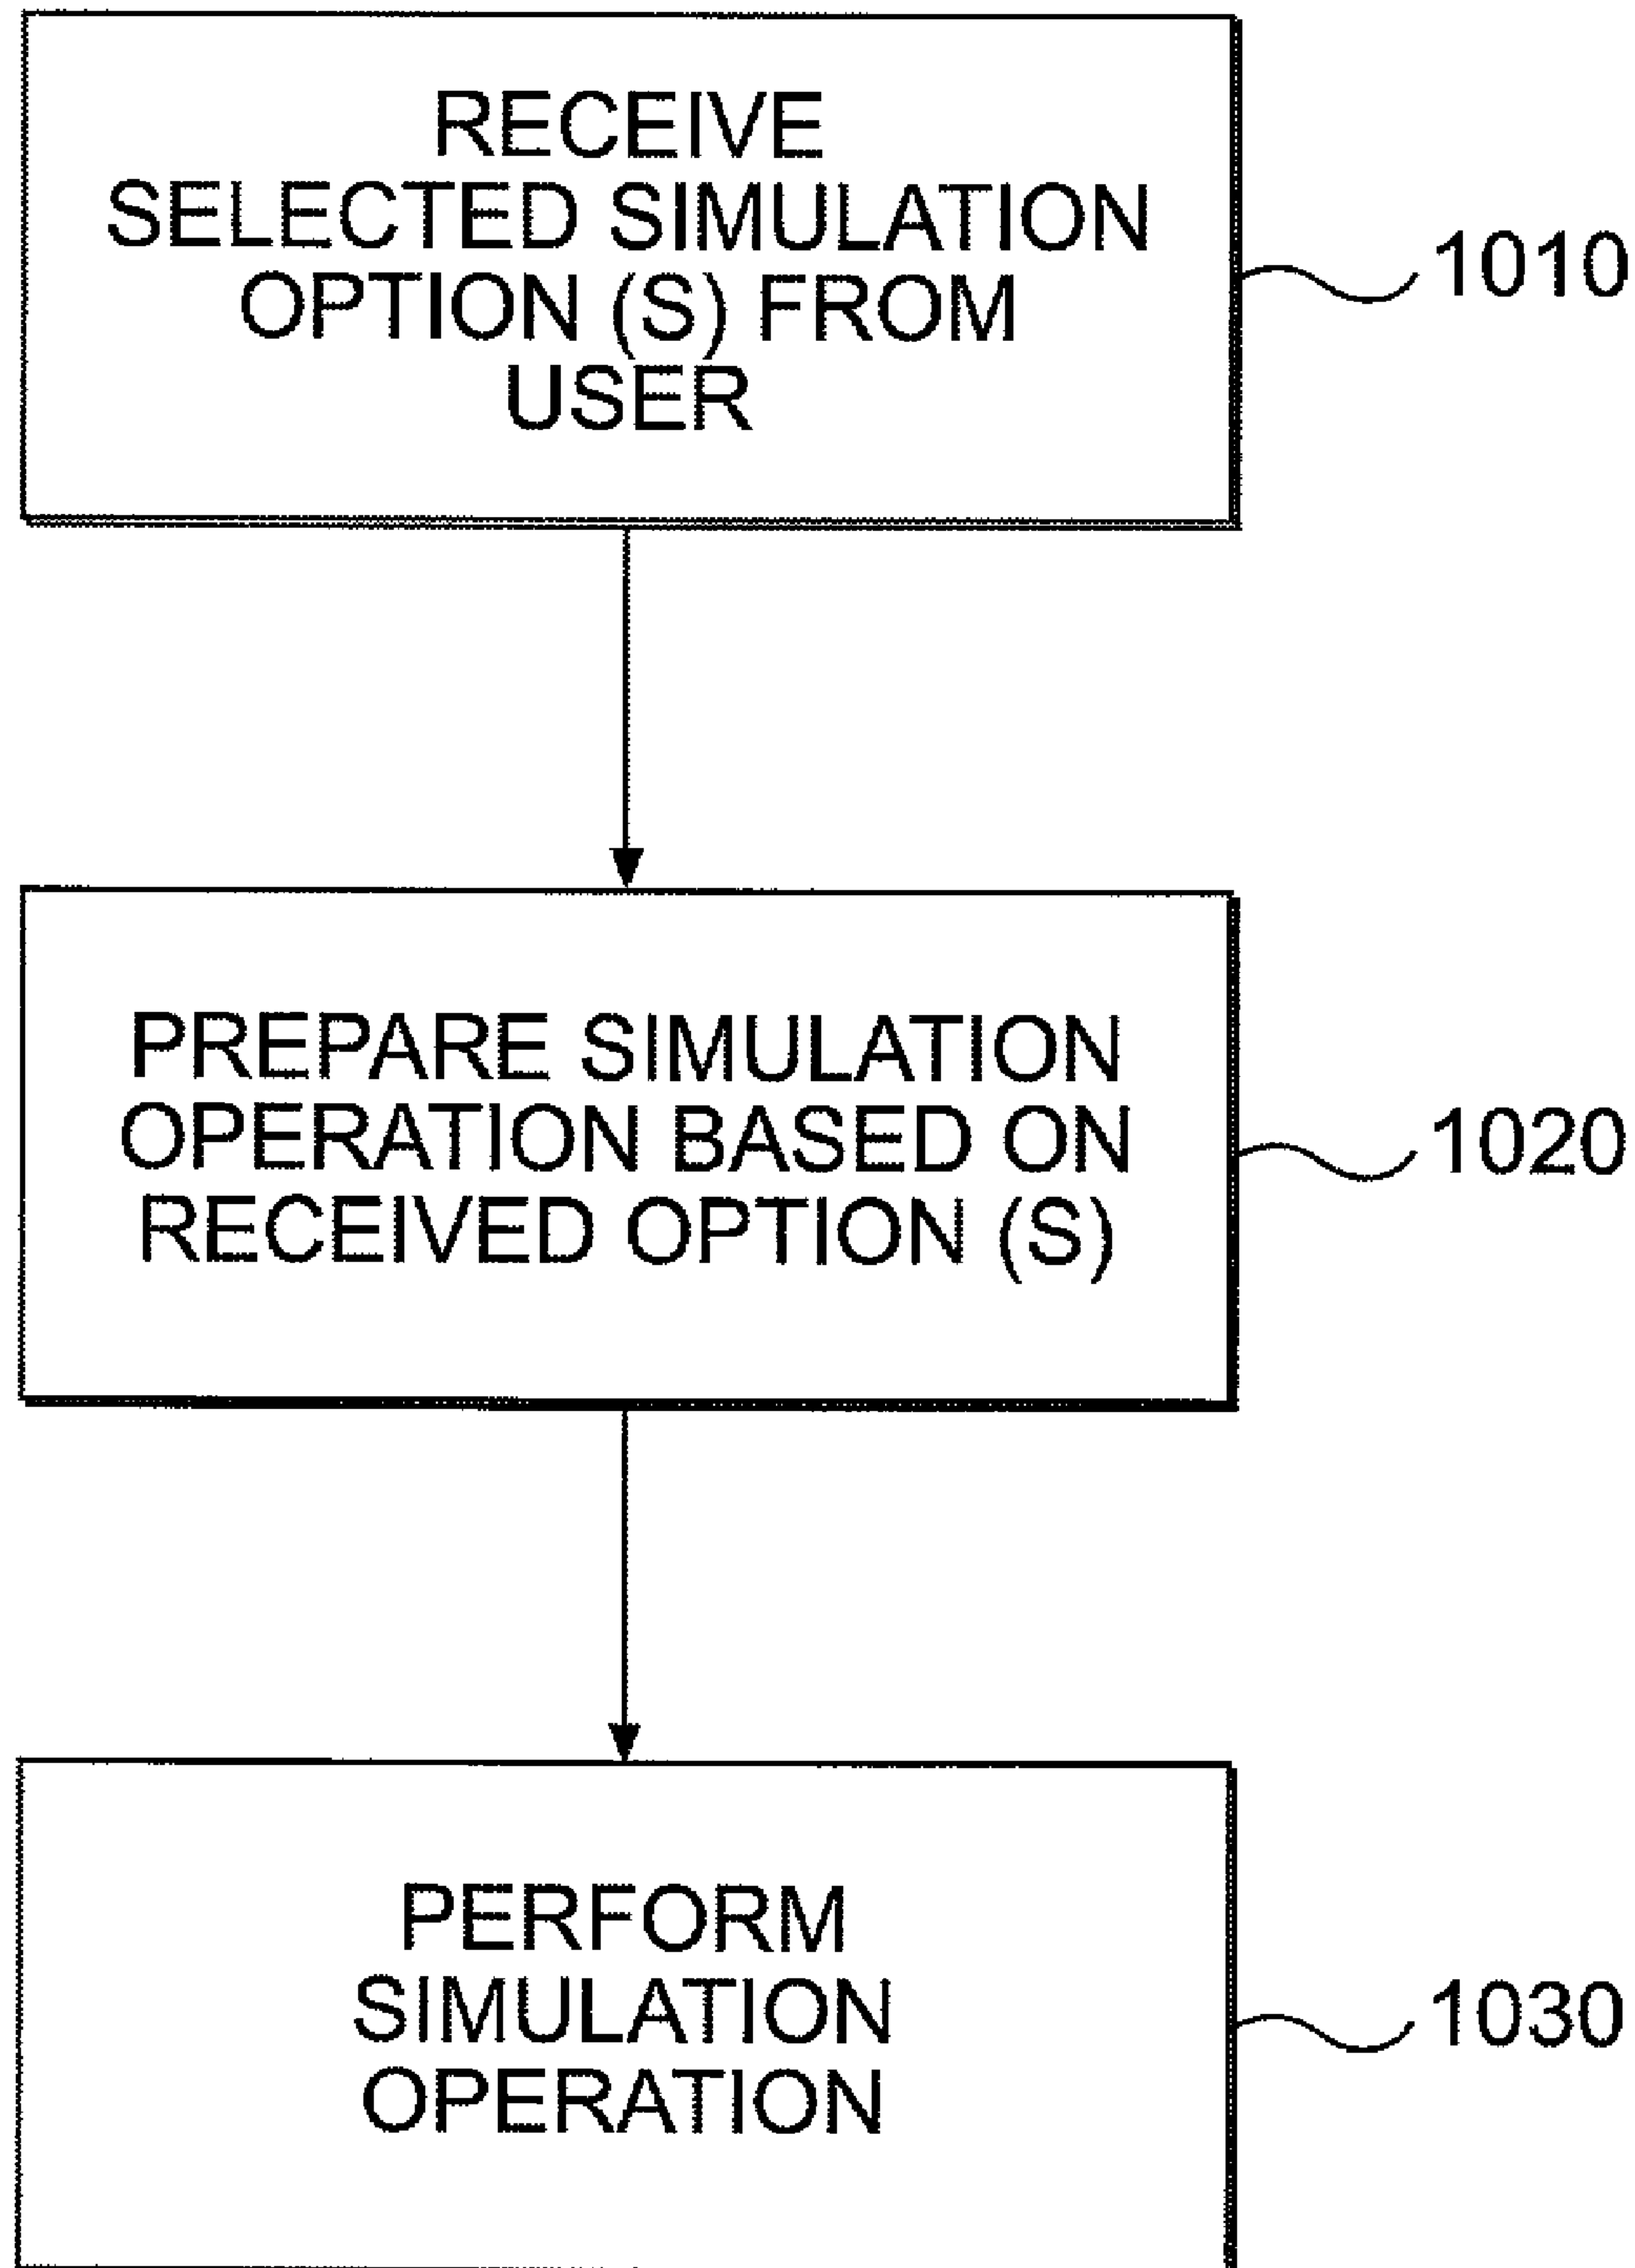 RECEIVE
SELECTED SIMULATION
OPTION (S) FROM
USER
1010
PREPARE SIMULATION
OPERATION BASED ON
RECEIVED OPTION (S)
1020
PERFORM
SIMULATION
OPERATION
1030